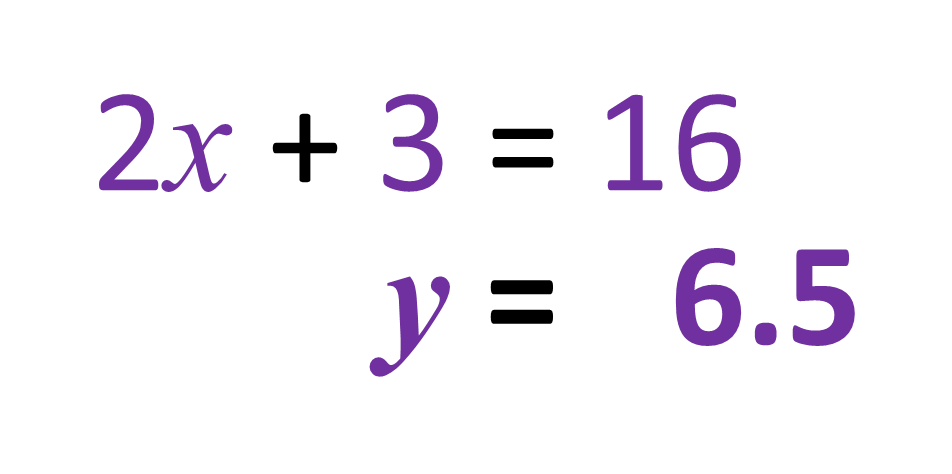 2x + 3 = 16
y = 6.5